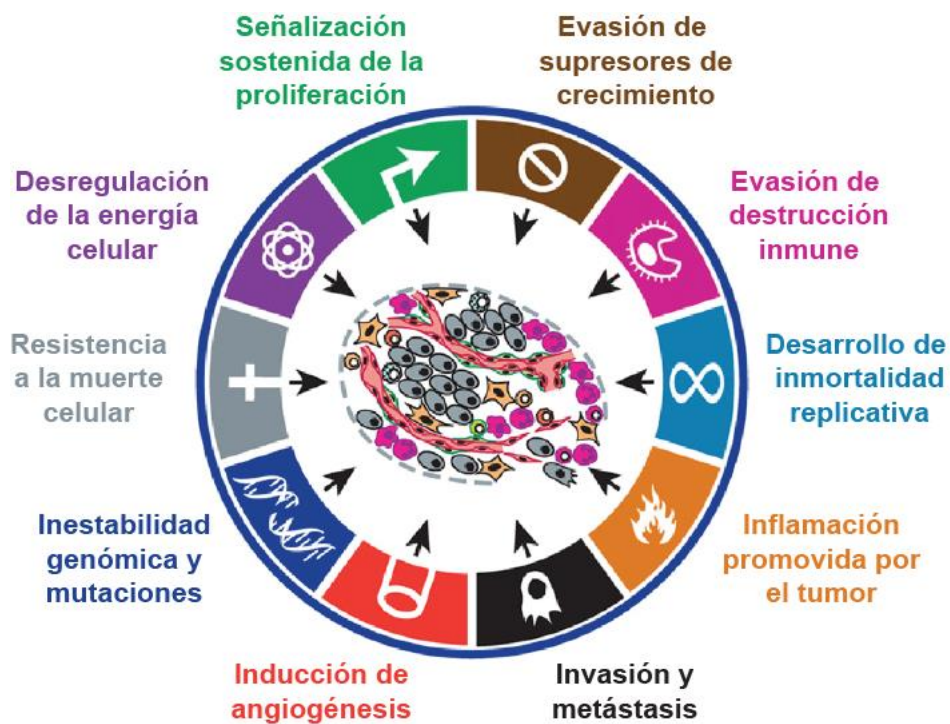 Señalización
sostenida de la
proliferación
Evasión de
supresores de
crecimiento
Desregulación
de la energía
celular
Evasión de
destrucción
inmune
Resistencia
a la muerte
celular
Desarrollo de
inmortalidad
replicativa
Inestabilidad
genómica y
mutaciones
Inflamación
promovida por
el tumor
Inducción de
angiogénesis
Invasión y
metástasis